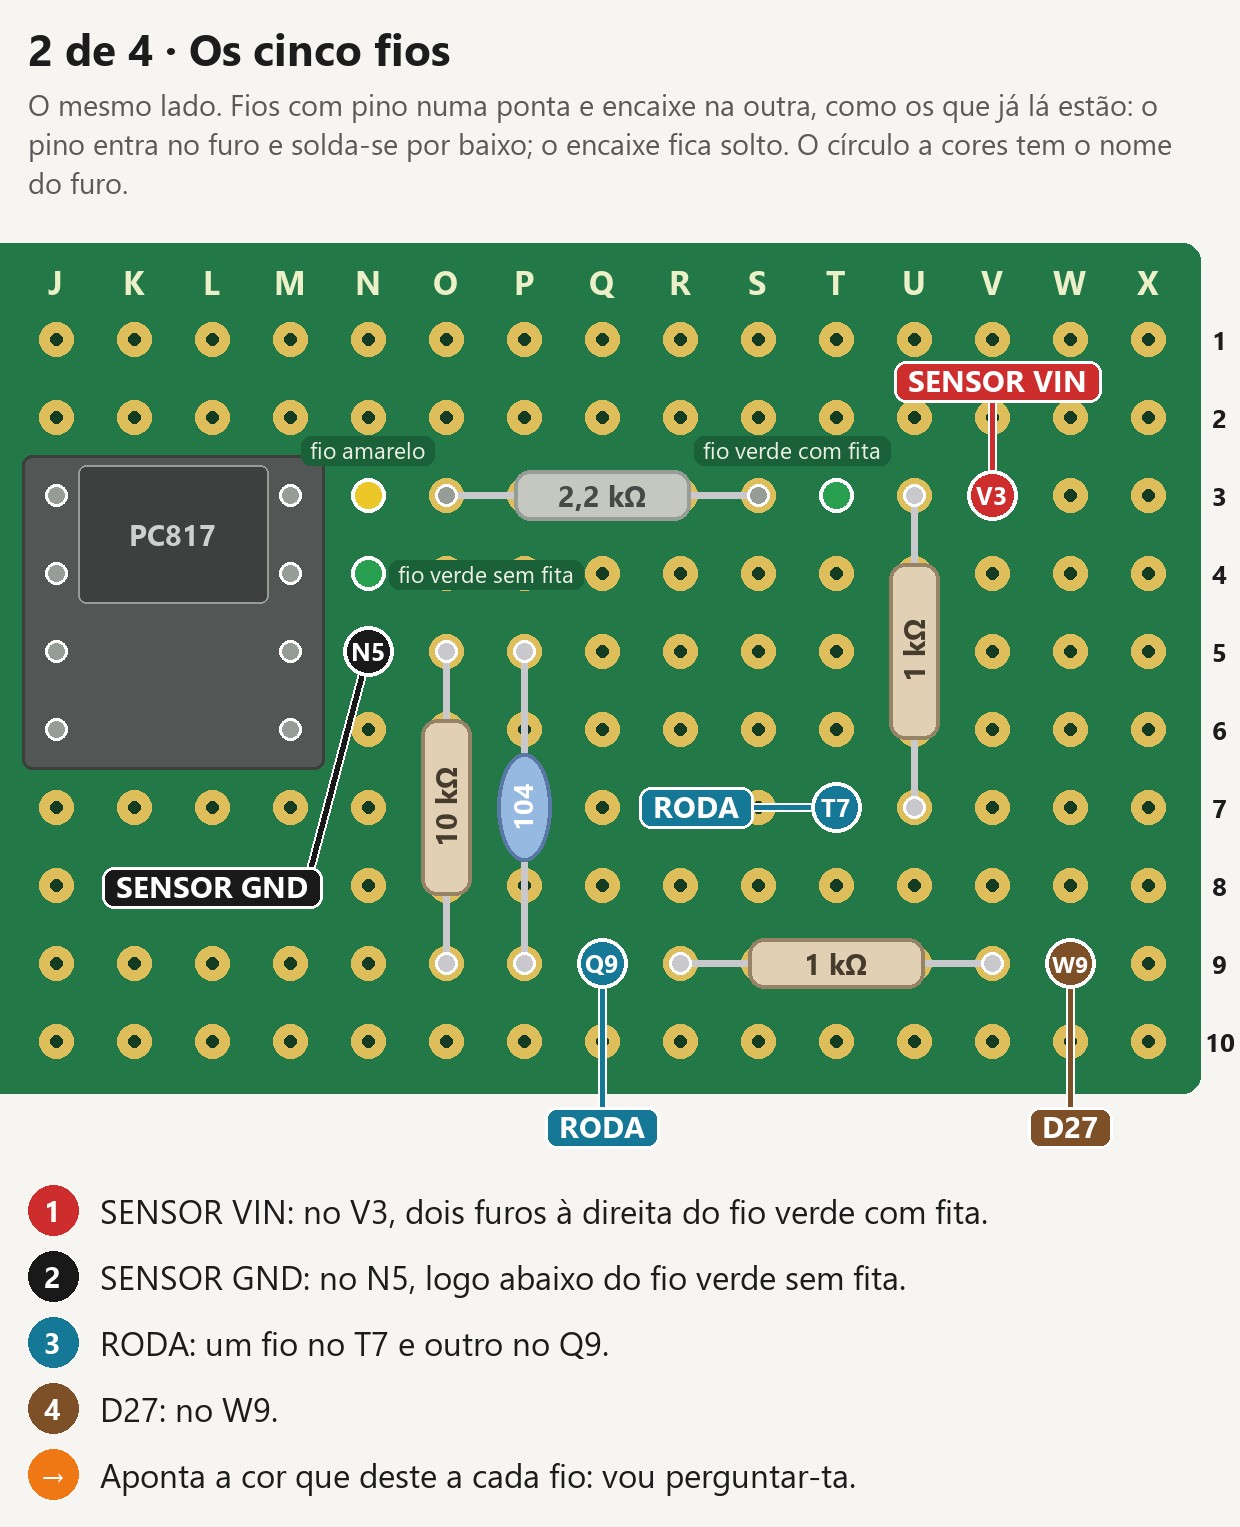 2 de 4 · Os cinco fios
O mesmo lado. Fios com pino numa ponta e encaixe na outra, como os que já lá estão: o
pino entra no furo e solda-se por baixo; o encaixe fica solto. O círculo a cores tem o nome
do furo.
J K L M N O P Q R S T U V W X
1
SENSOR VIN
2
fio amarelo
fio verde com fita
PC817
2,2 kΩ
V3
3
fio verde sem fita
4
N5
1 kΩ
5
6
10 kΩ
104
RODA
T7
7
SENSOR GND
8
Q9
1 kΩ
W9
9
10
RODA
D27
1 SENSOR VIN: no V3, dois furos à direita do fio verde com fita.
2 SENSOR GND: no N5, logo abaixo do fio verde sem fita.
3 RODA: um fio no T7 e outro no Q9.
4 D27: no W9.
→ Aponta a cor que deste a cada fio: vou perguntar-ta.